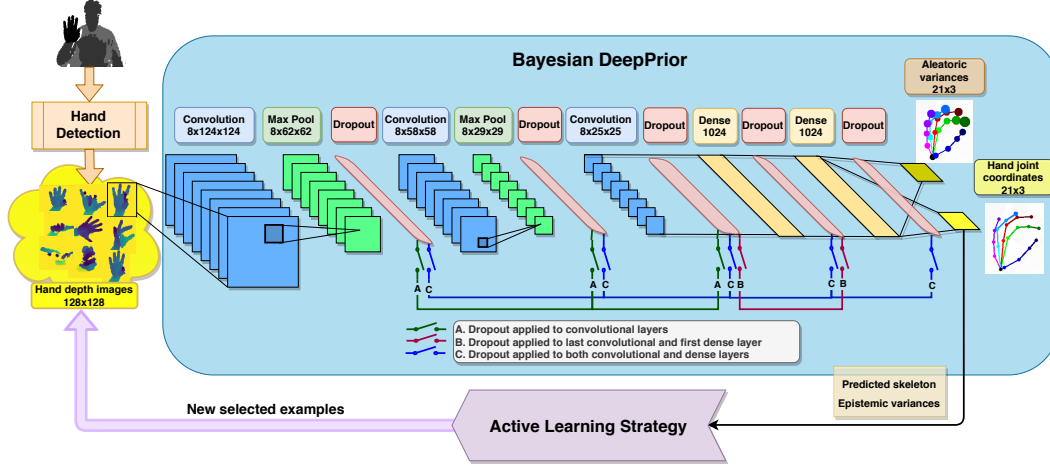 Bayesian DeepPrior
Hand
Detection
Hand depth images
128x128
Convolution
8x124x124
Max Pool
8x62x62
Dropout
Convolution
8x58x58
Max Pool
8x29x29
Dropout
Convolution
8x25x25
Dropout
Dense
1024
Dropout
Dense
1024
Dropout
Aleatoric
variances
21x3
Hand joint
coordinates
21x3
A
C
A
C
A
C
B
C
B
C
A. Dropout applied to convolutional layers
B. Dropout applied to last convolutional and first dense layer
C. Dropout applied to both convolutional and dense layers
Predicted skeleton
Epistemic variances
New selected examples
Active Learning Strategy